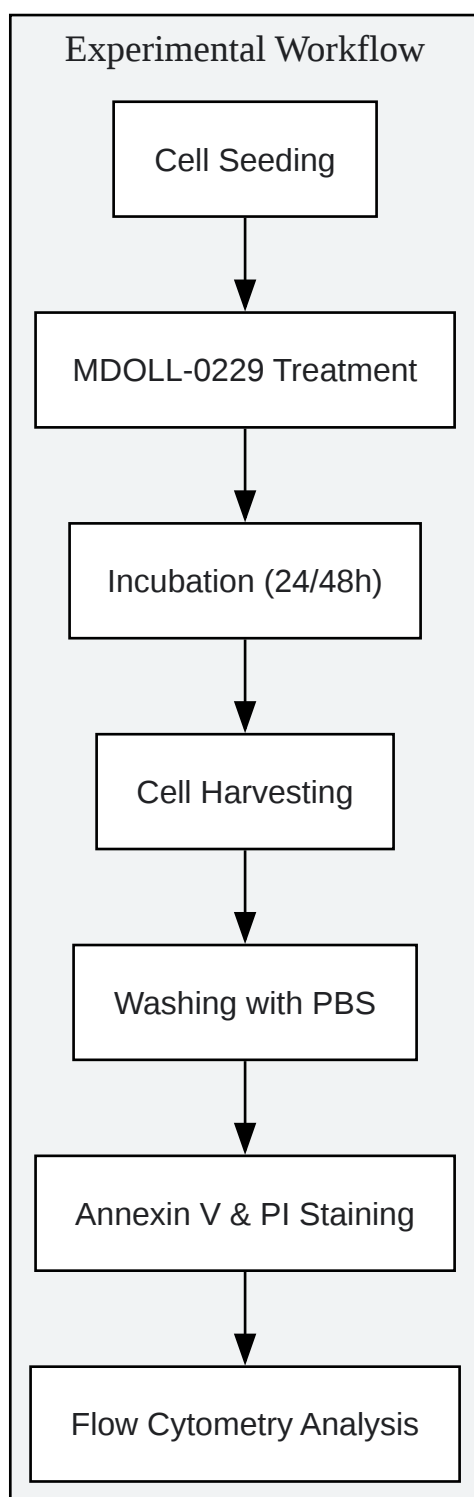 Experimental Workflow
Cell Seeding
MDOLL-0229 Treatment
Incubation (24/48h)
Cell Harvesting
Washing with PBS
Annexin V & PI Staining
Flow Cytometry Analysis